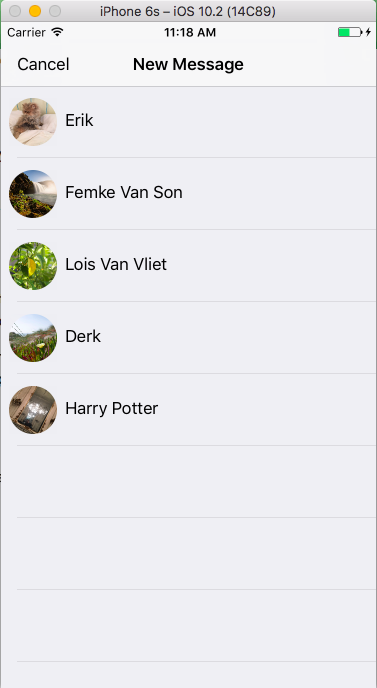 iPhone 6s – iOS 10.2 (14C89)
Carrier 11:18 AM
Cancel New Message
Erik
Femke Van Son
Lois Van Vliet
Derk
Harry Potter